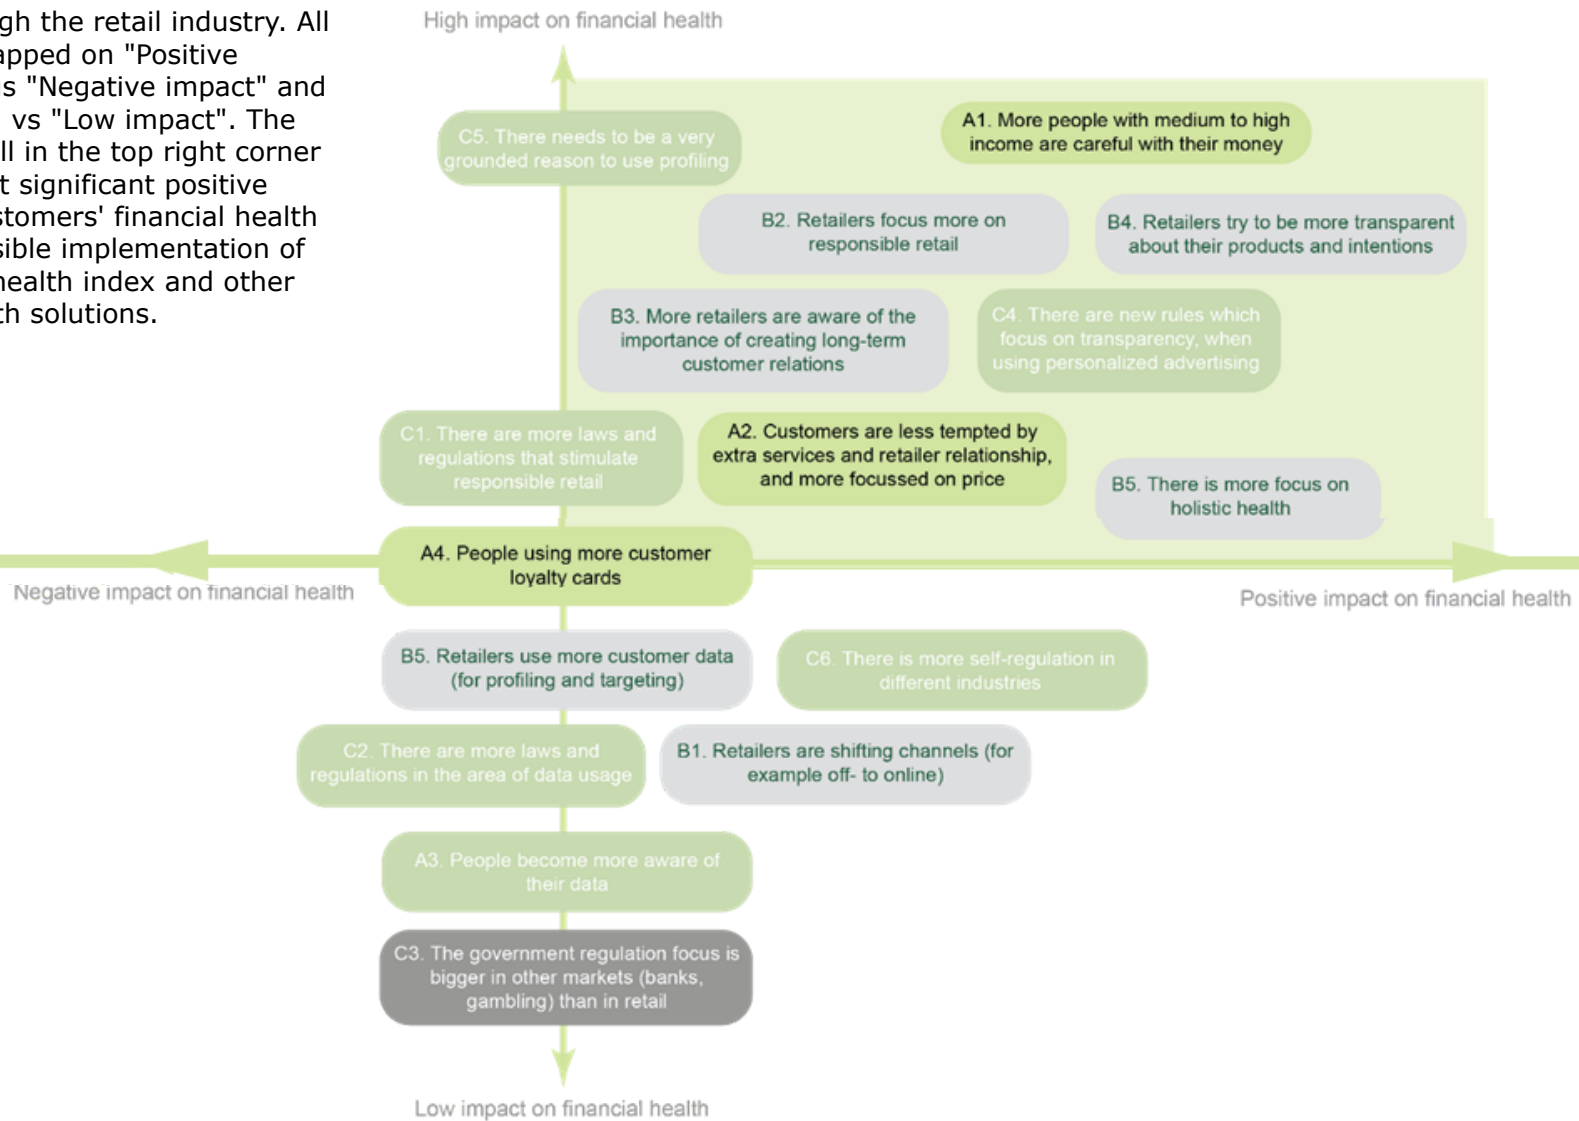 gh the retail industry. All
apped on "Positive
us "Negative impact" and
vs "Low impact". The
ll in the top right corner
t significant positive
stomers' financial health
sible implementation of
health index and other
th solutions.
High impact on financial health
C5. There needs to be a very
grounded reason to use profiling
A1. More people with medium to high
income are careful with their money
B2. Retailers focus more on
responsible retail
B4. Retailers try to be more transparent
about their products and intentions
B3. More retailers are aware of the
importance of creating long-term
customer relations
C4. There are new rules which
focus on transparency, when
using personalized advertising
C1. There are more laws and
regulations that stimulate
responsible retail
A2. Customers are less tempted by
extra services and retailer relationship,
and more focussed on price
B5. There is more focus on
holistic health
A4. People using more customer
loyalty cards
Negative impact on financial health
Positive impact on financial health
B5. Retailers use more customer data
(for profiling and targeting)
C6. There is more self-regulation in
different industries
C2. There are more laws and
regulations in the area of data usage
B1. Retailers are shifting channels (for
example off- to online)
A3. People become more aware of
their data
C3. The government regulation focus is
bigger in other markets (banks,
gambling) than in retail
Low impact on financial health